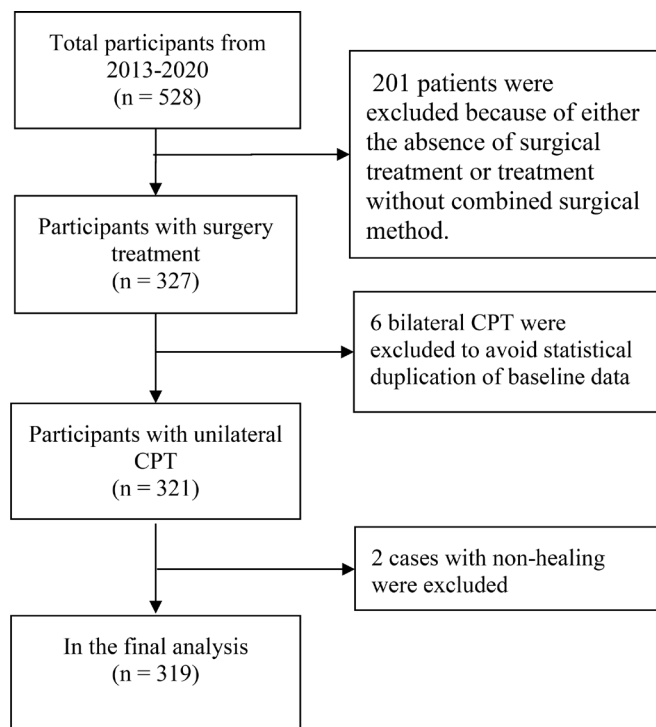 Total participants from
2013-2020
(n = 528)
201 patients were
excluded because of either
the absence of surgical
treatment or treatment
without combined surgical
method.
Participants with surgery
treatment
(n = 327)
6 bilateral CPT were
excluded to avoid statistical
duplication of baseline data
Participants with unilateral
CPT
(n = 321)
2 cases with non-healing
were excluded
In the final analysis
(n = 319)